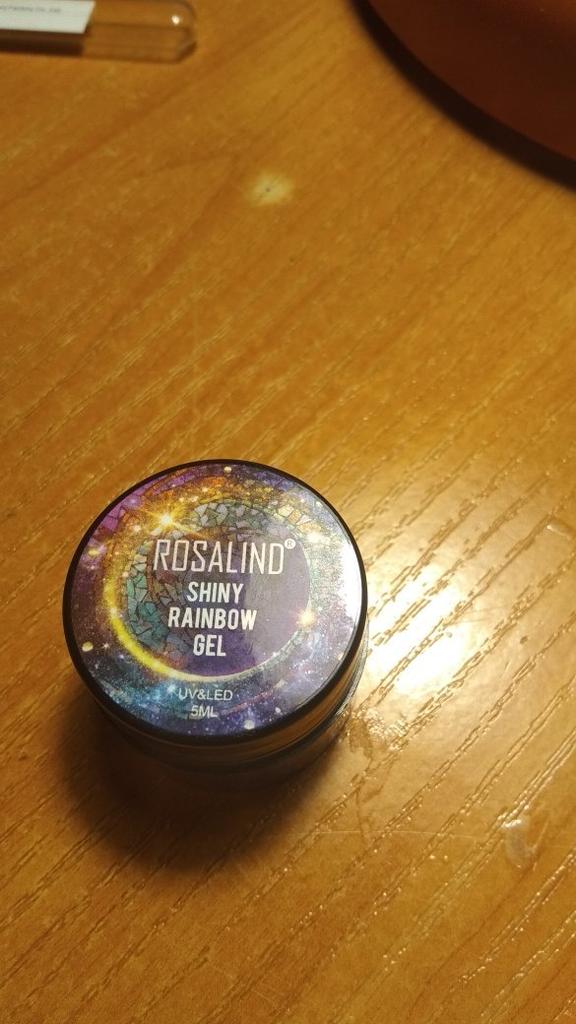 ROSALIND®
SHINY
RAINBOW
GEL
UV&LED
5ML